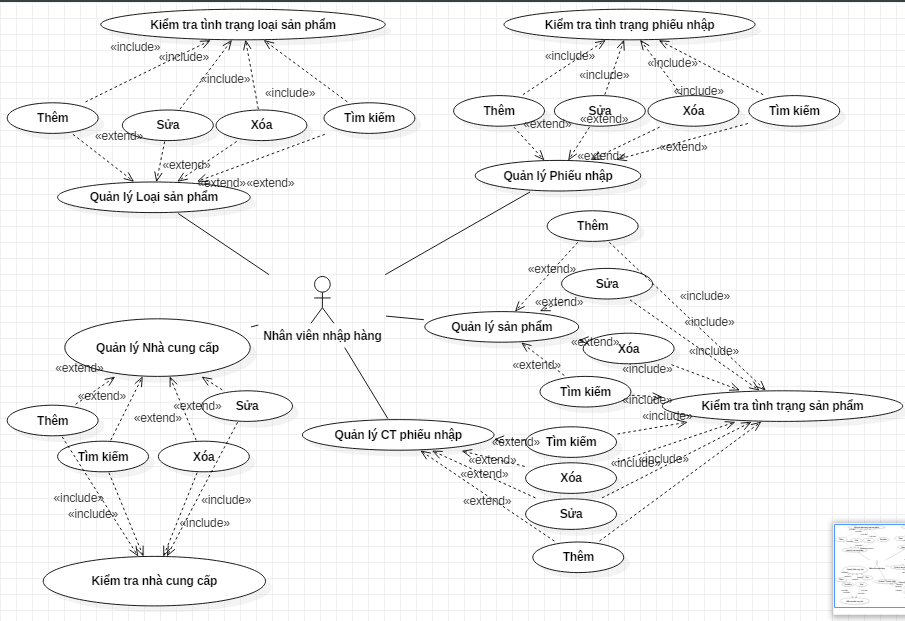 Kiểm tra tình trạng loại sản phẩm
«include»
«include»
«include»
«include»
Thêm
Sửa
Xóa
Tìm kiếm
«extend»
«extend»
«extend»
«extend»
Quản lý Loại sản phẩm
Kiểm tra tình trạng phiếu nhập
«include»
«include»
«include»
«include»
Thêm
Sửa
Xóa
Tìm kiếm
«extend»
«extend»
«extend»
«extend»
Quản lý Phiếu nhập
Nhân viên nhập hàng
Thêm
«extend»
Sửa
«include»
«extend»
«include»
Quản lý sản phẩm
«extend»
Xóa
«include»
«extend»
«include»
Tìm kiếm
«include»
Kiểm tra tình trạng sản phẩm
«include»
Quản lý CT phiếu nhập
«extend»
Tìm kiếm
«extend»
«include»
«include»
«extend»
Xóa
«extend»
Sửa
Thêm
Quản lý Nhà cung cấp
«extend»
«extend»
«extend»
«extend»
Sửa
Thêm
Tìm kiếm
Xóa
«include»
«include»
«include»
«include»
Kiểm tra nhà cung cấp